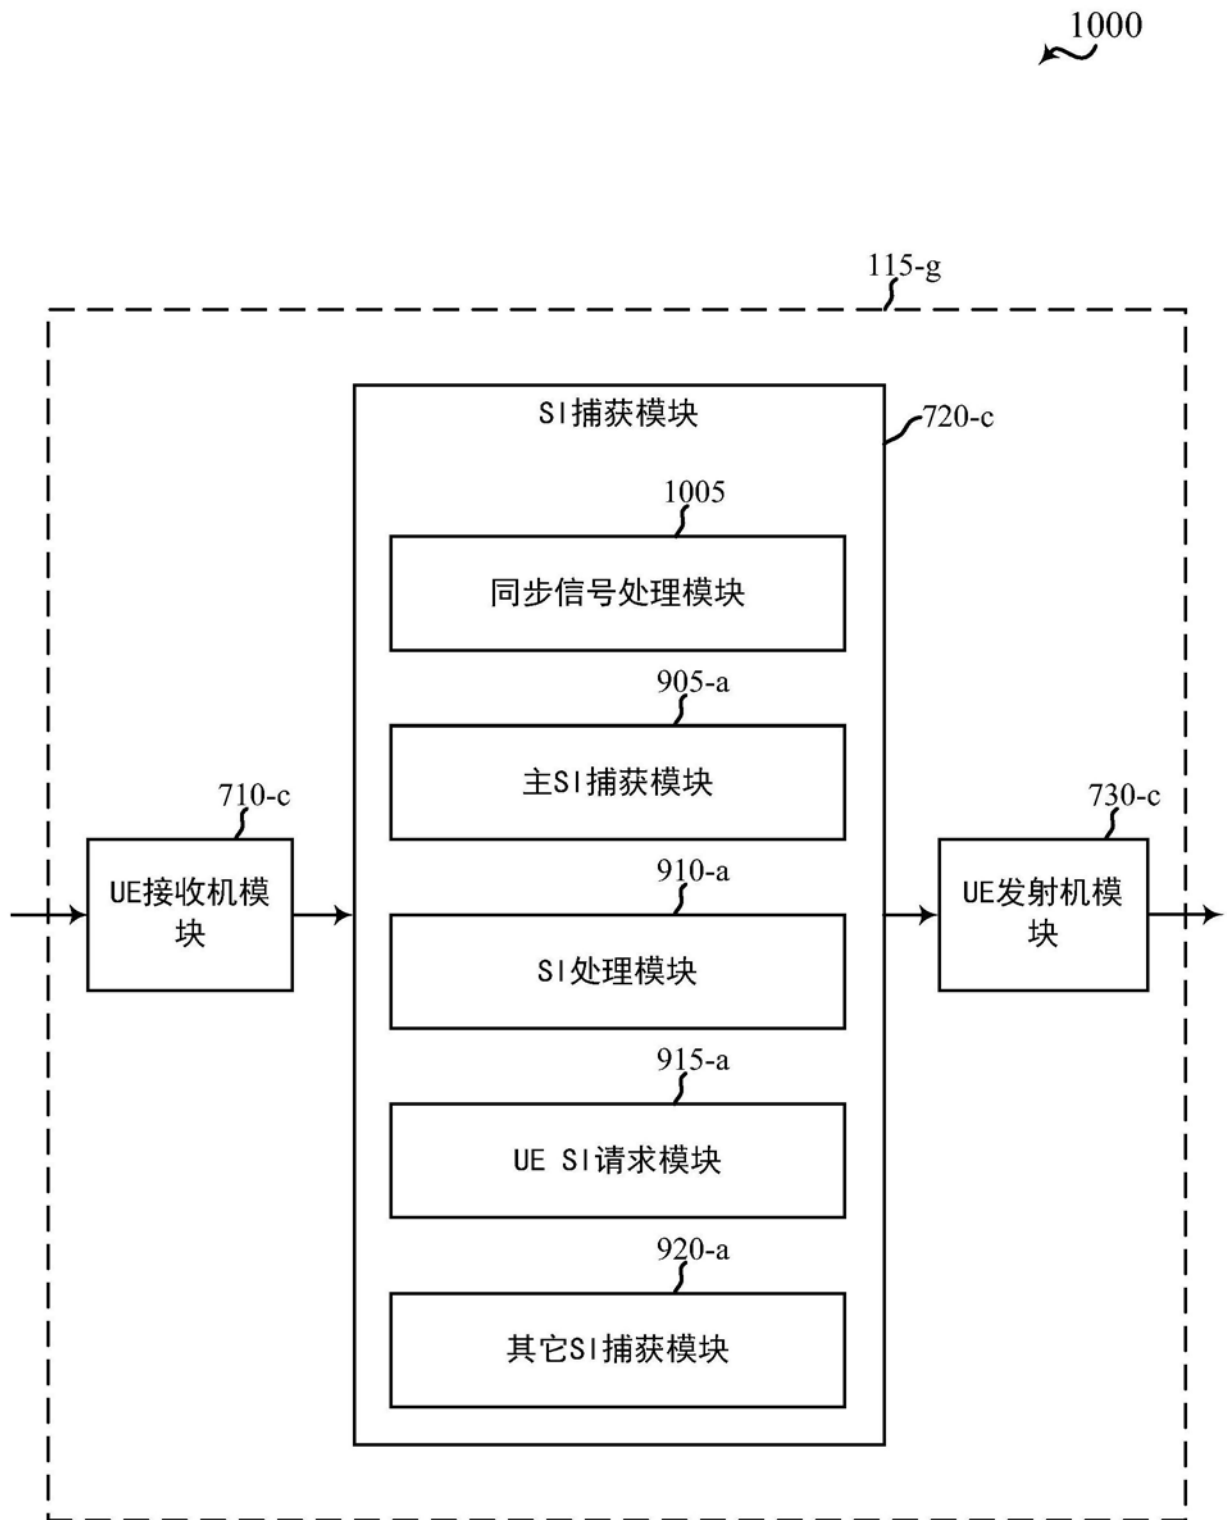 1000
115-g
SI捕获模块
720-c
1005
同步信号处理模块
905-a
主SI捕获模块
710-c
UE接收机模
块
910-a
SI处理模块
730-c
UE发射机模
块
915-a
UE SI请求模块
920-a
其它SI捕获模块